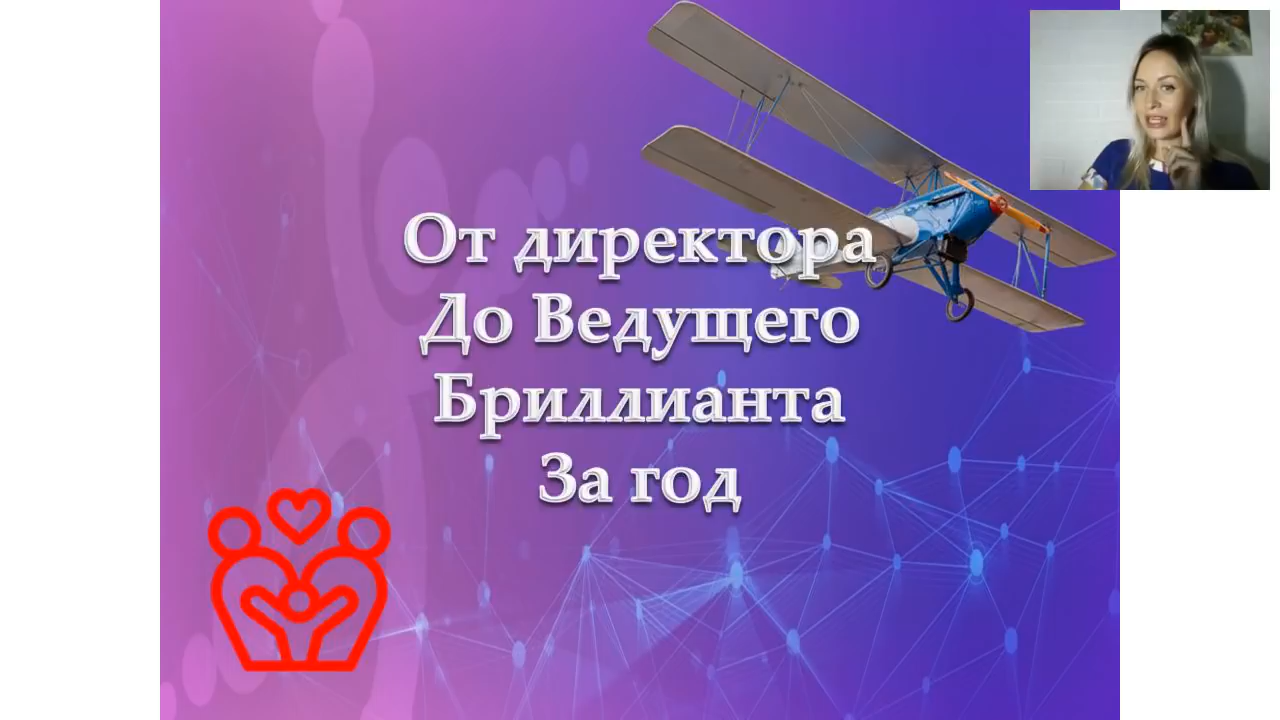 От директора
До Ведущего
Бриллианта
За год